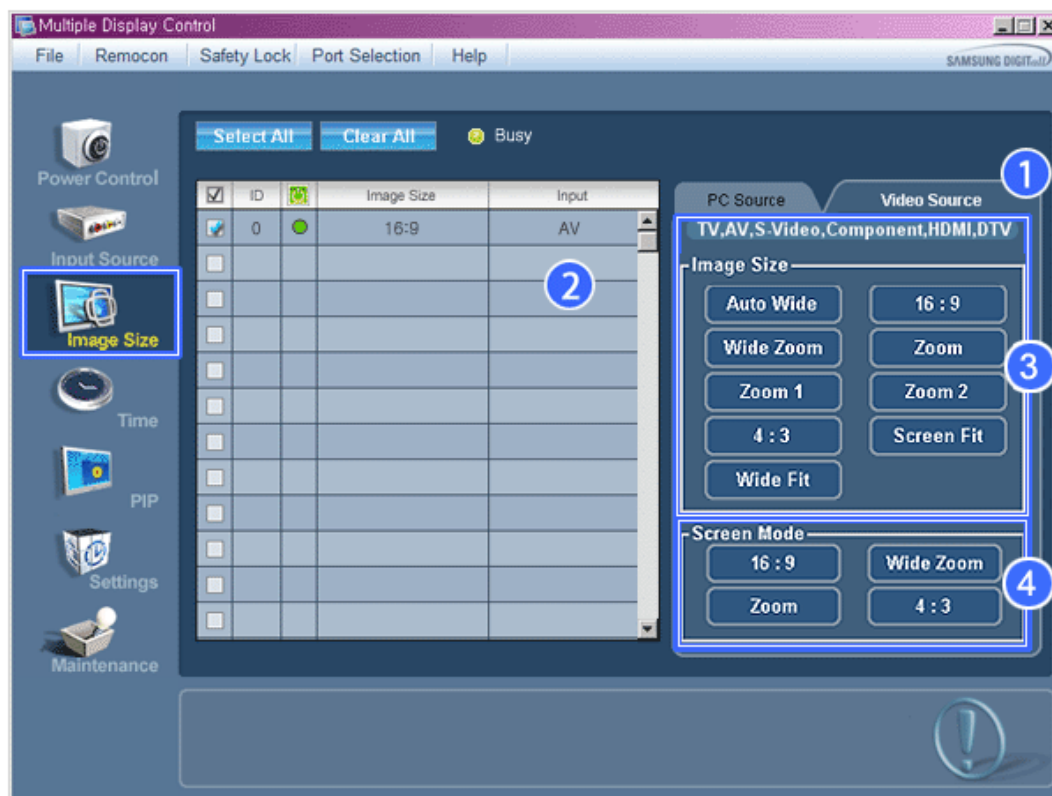 Multiple Display Control
File Remocon Safety Lock Port Selection Help
SAMSUNG DIGITall
Select All Clear All Busy
Power Control
Input Source
Image Size
Time
PIP
Settings
Maintenance
ID Image Size Input
0 16:9 AV
2
1
PC Source Video Source
TV,AV,S-Video,Component,HDMI,DTV
Image Size
Auto Wide 16 : 9
Wide Zoom Zoom
3
Zoom 1 Zoom 2
4 : 3 Screen Fit
Wide Fit
Screen Mode
16 : 9 Wide Zoom
4
Zoom 4 : 3